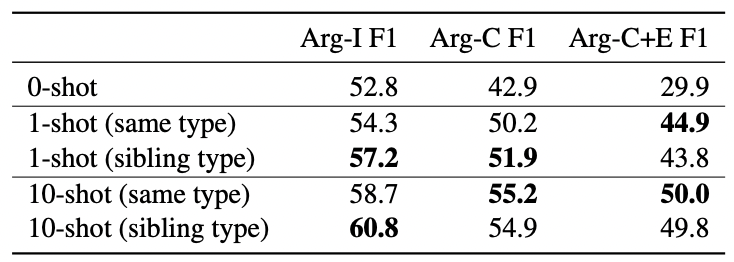 Arg-I F1 Arg-C F1 Arg-C+E F1
0-shot 52.8 42.9 29.9
1-shot (same type) 54.3 50.2 44.9
1-shot (sibling type) 57.2 51.9 43.8
10-shot (same type) 58.7 55.2 50.0
10-shot (sibling type) 60.8 54.9 49.8